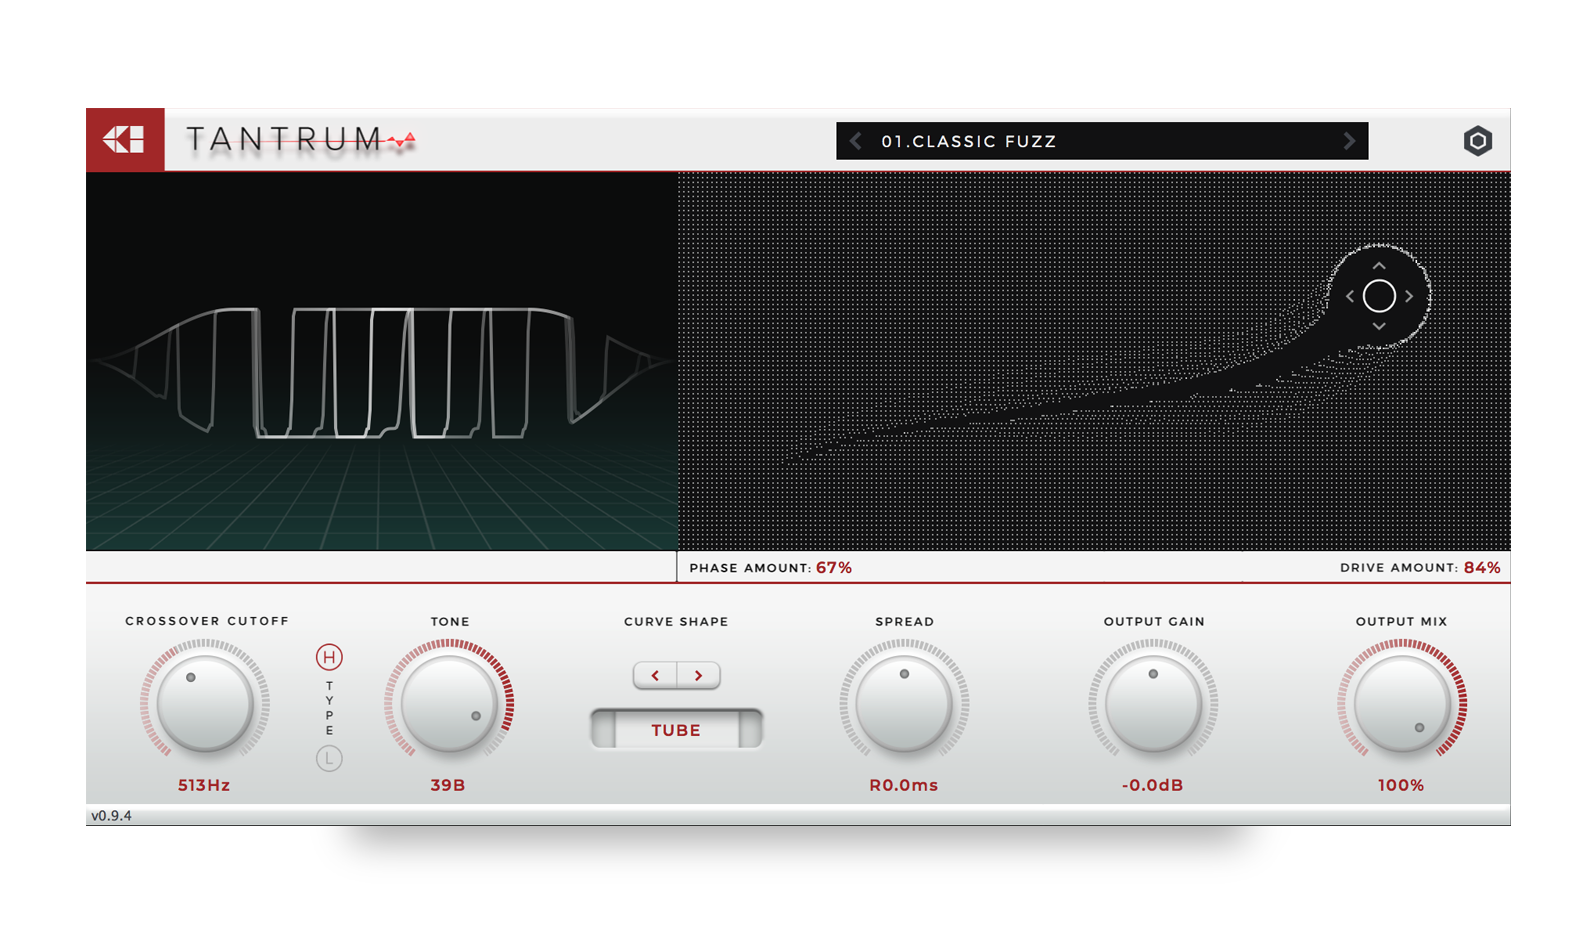 TANTRUM
01.CLASSIC FUZZ
PHASE AMOUNT: 67%
DRIVE AMOUNT: 84%
CROSSOVER CUTOFF
TONE
CURVE SHAPE
SPREAD
OUTPUT GAIN
OUTPUT MIX
H
TYPE
L
TUBE
513Hz
39B
R0.0ms
-0.0dB
100%
v0.9.4